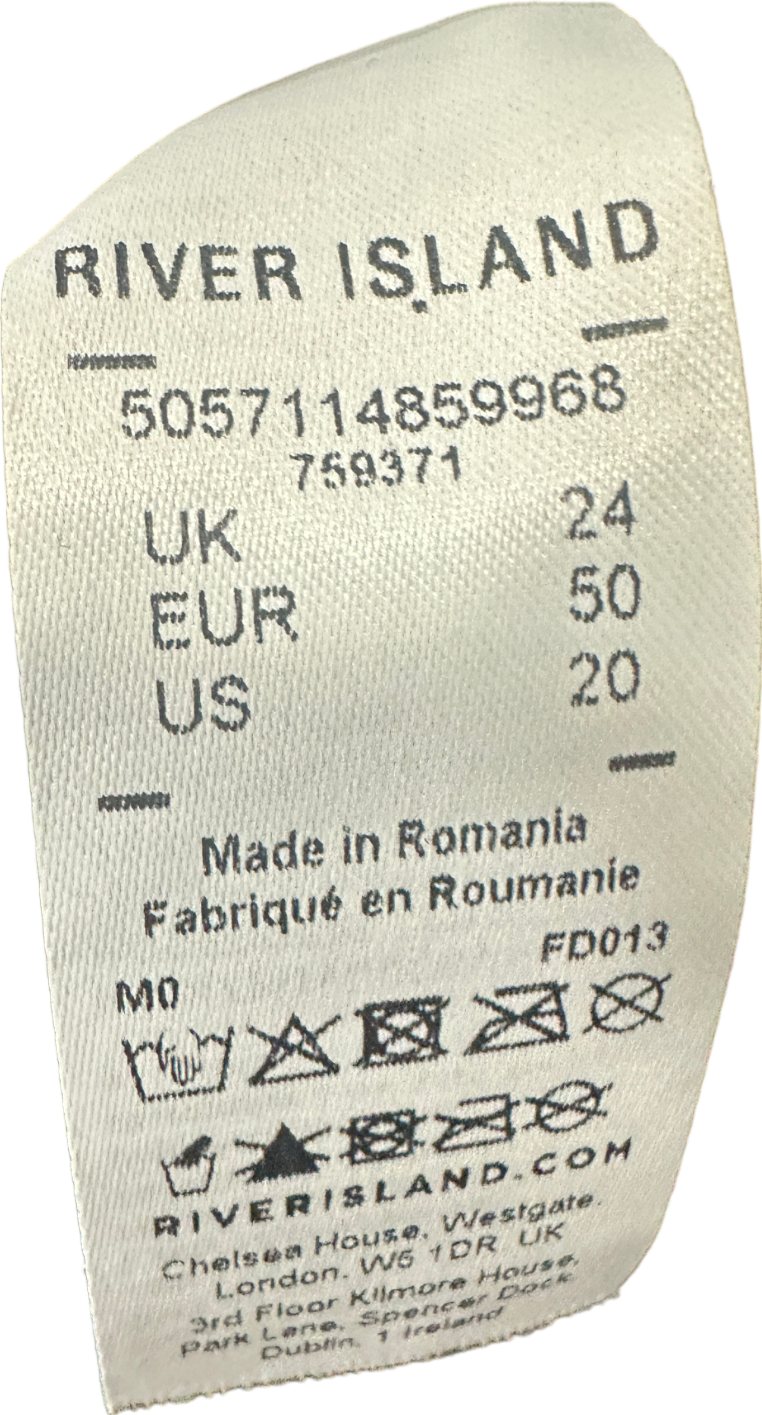 RIVER ISLAND
5057114859968
759371
UK 24
EUR 50
US 20
Made in Romania
Fabriqué en Roumanie
FD013
M0
RIVERISLAND.COM
Chelsea House, Westgate.
London. W5 1DR UK
3rd Floor Kilmore House,
Park Lane, Spencer Dock
Dublin. 1 Ireland